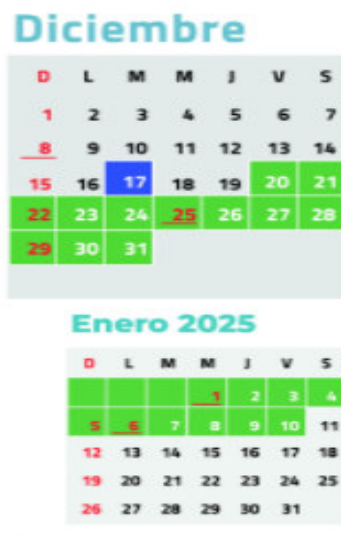 Diciembre
D L M M J V S
1 2 3 4 5 6 7
8 9 10 11 12 13 14
15 16 17 18 19 20 21
22 23 24 25 26 27 28
29 30 31
Enero 2025
D L M M J V S
1 2 3 4
5 6 7 8 9 10 11
12 13 14 15 16 17 18
19 20 21 22 23 24 25
26 27 28 29 30 31